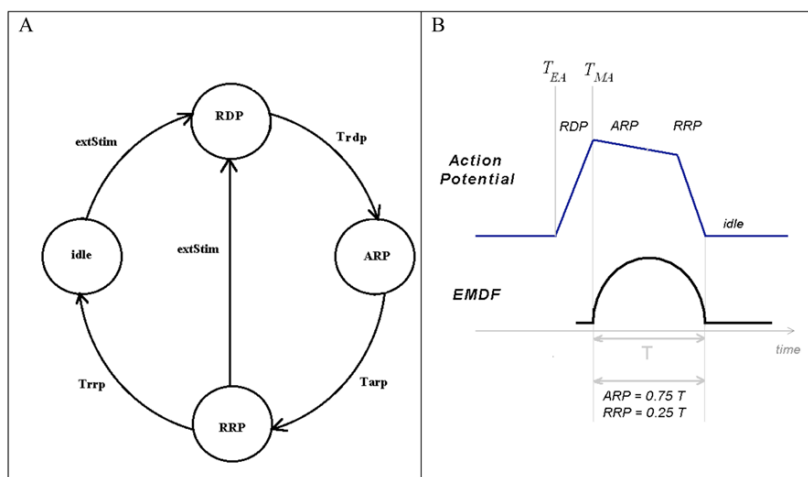 A
RDP
extStim
Trdp
idle
extStim
ARP
Trrp
Tarp
RRP
B
T_EA T_MA
RDP ARP RRP
Action
Potential
idle
EMDF
T
time
ARP = 0.75 T
RRP = 0.25 T